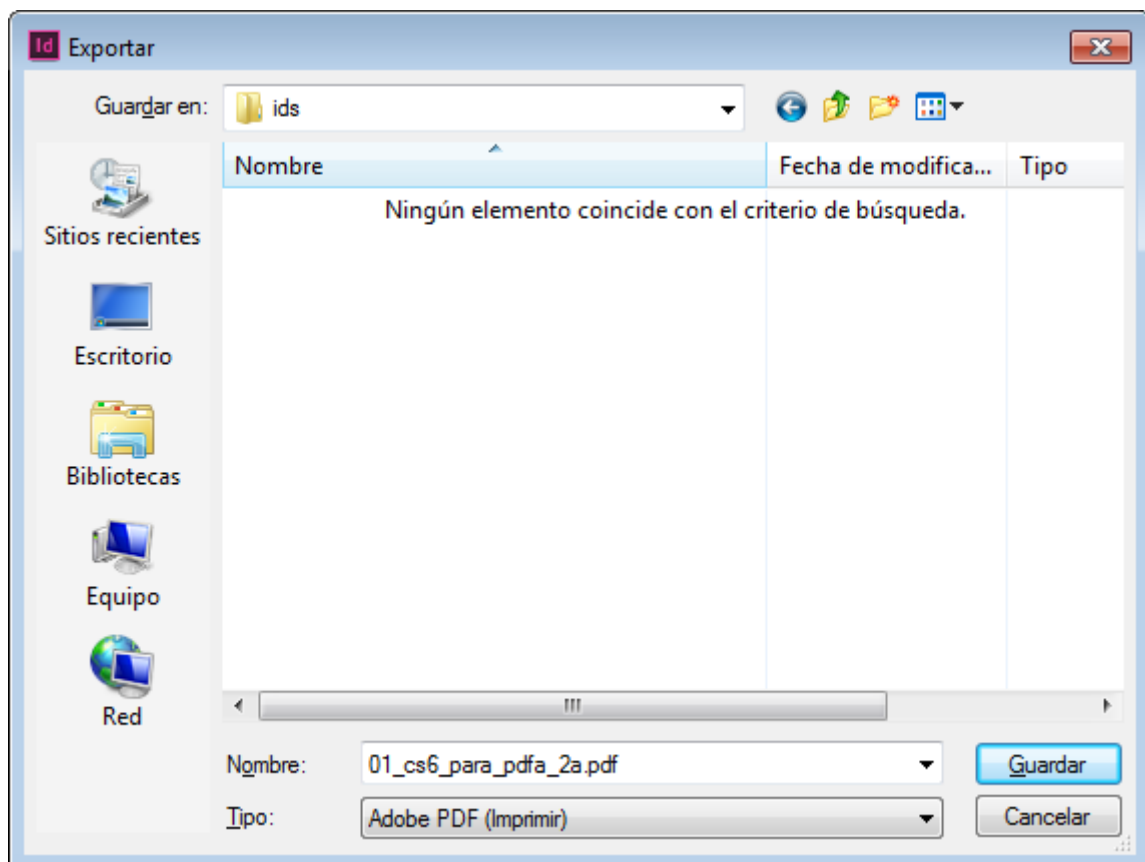 Id Exportar
Guardar en: ids
Nombre Fecha de modifica... Tipo
Ningún elemento coincide con el criterio de búsqueda.
Sitios recientes
Escritorio
Bibliotecas
Equipo
Red
Nombre: 01_cs6_para_pdfa_2a.pdf Guardar
Tipo: Adobe PDF (Imprimir) Cancelar